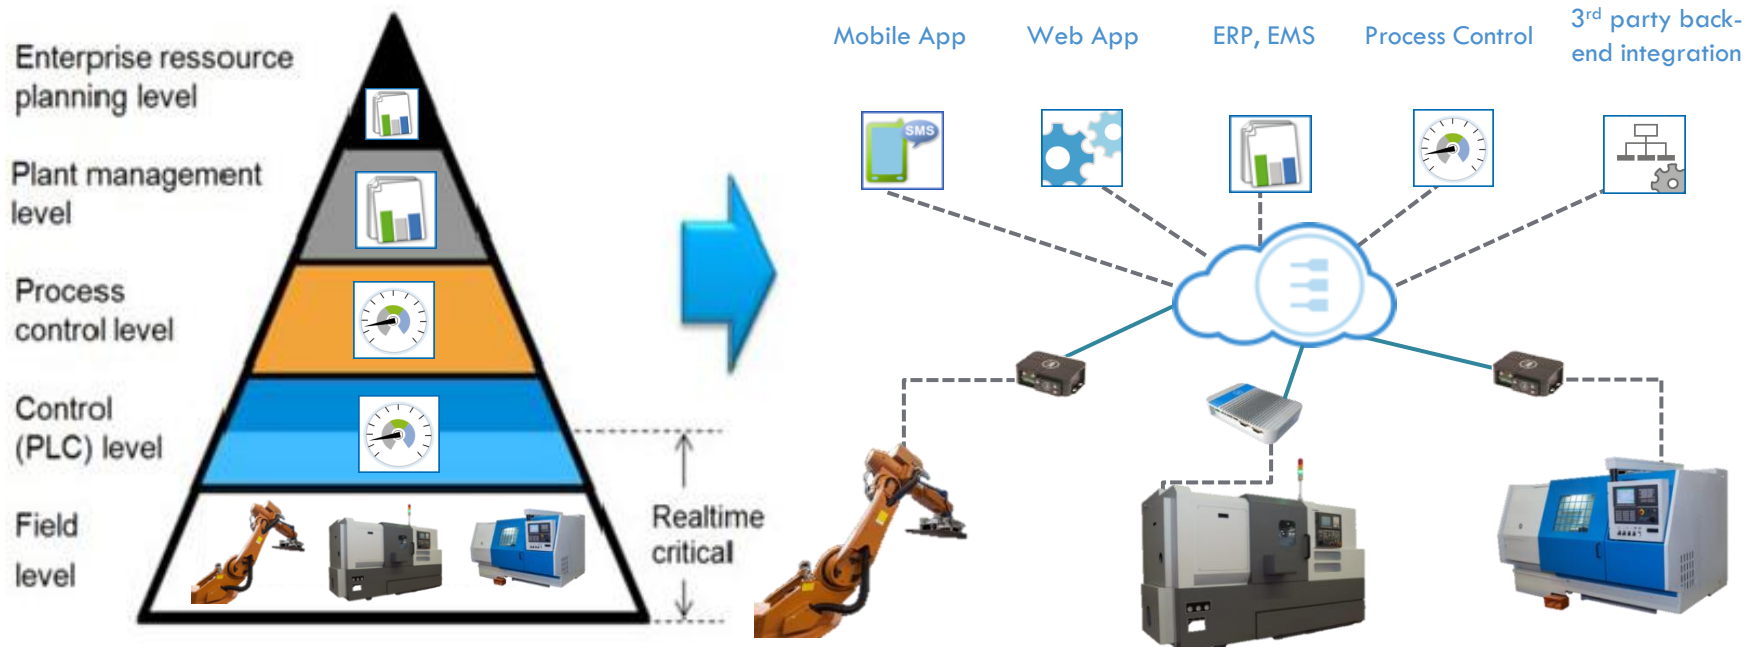 Enterprise ressource
planning level
Plant management
level
Process
control level
Control
(PLC) level
Field
level
Realtime
critical
Mobile App
Web App
ERP, EMS
Process Control
3rd party back-
end integration
SMS